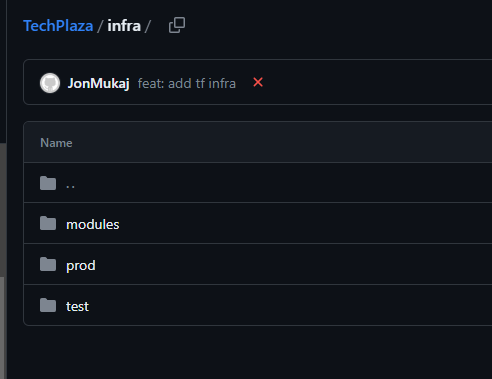 TechPlaza / infra /
JonMukaj feat: add tf infra
Name
..
modules
prod
test